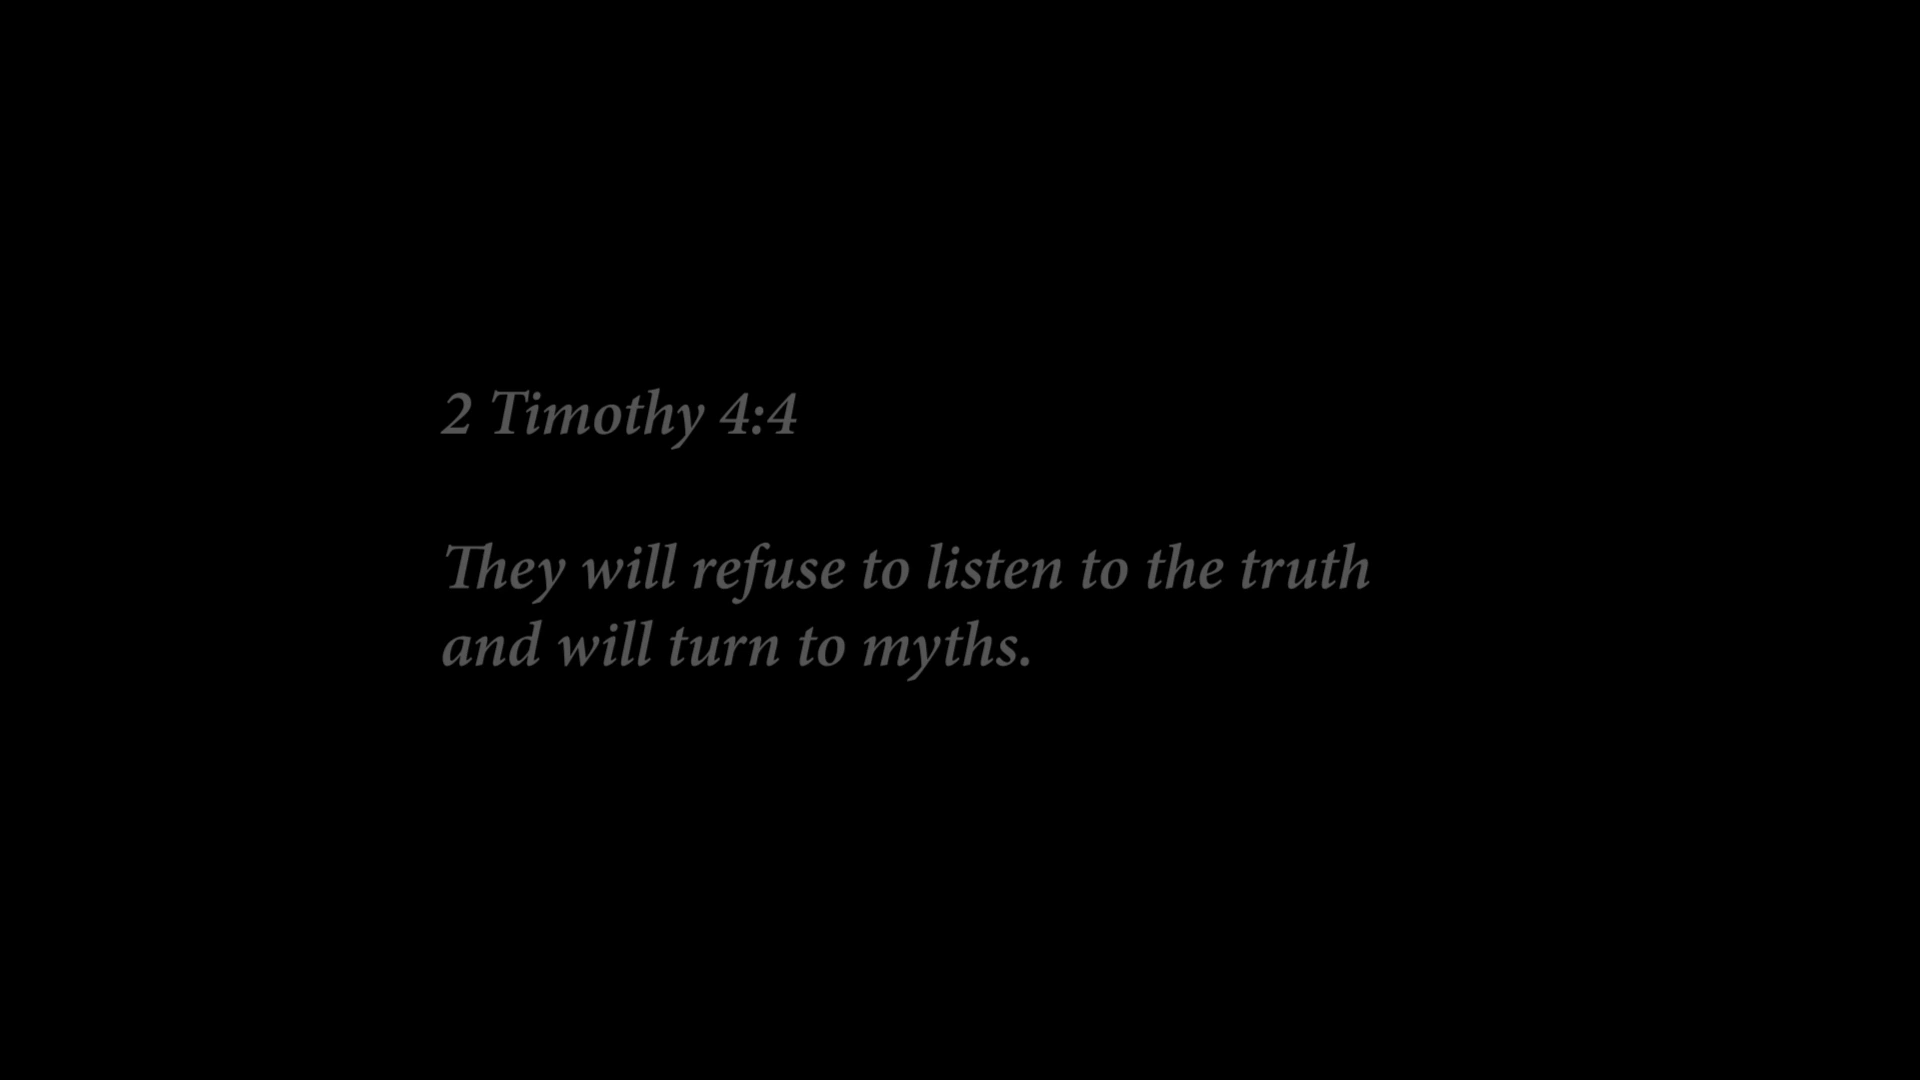 2 Timothy 4:4
They will refuse to listen to the truth
and will turn to myths.